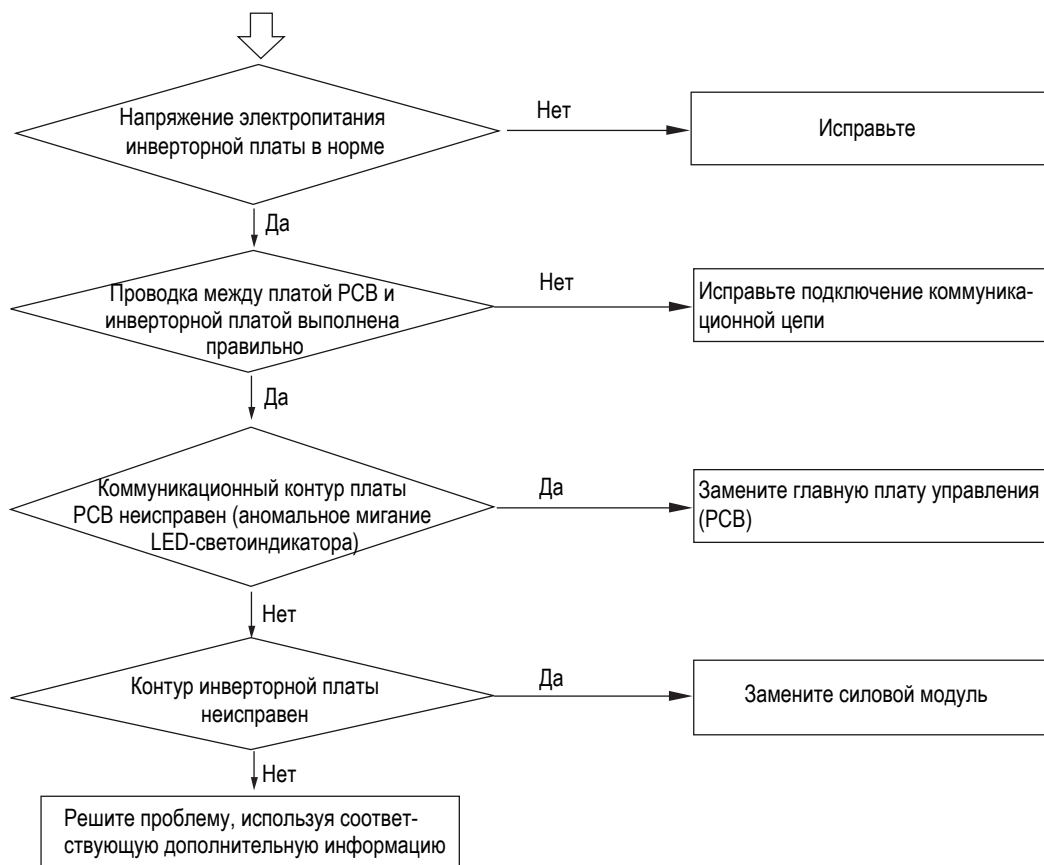 Напряжение электропитания
инверторной платы в норме
Нет
Исправьте
Да
Проводка между платой PCB и
инверторной платой выполнена
правильно
Нет
Исправьте подключение коммуника-
ционной цепи
Да
Коммуникационный контур платы
PCB неисправен (аномальное мигание
LED-светоиндикатора)
Да
Замените главную плату управления
(PCB)
Нет
Контур инверторной платы
неисправен
Да
Замените силовой модуль
Нет
Решите проблему, используя соответ-
ствующую дополнительную информацию